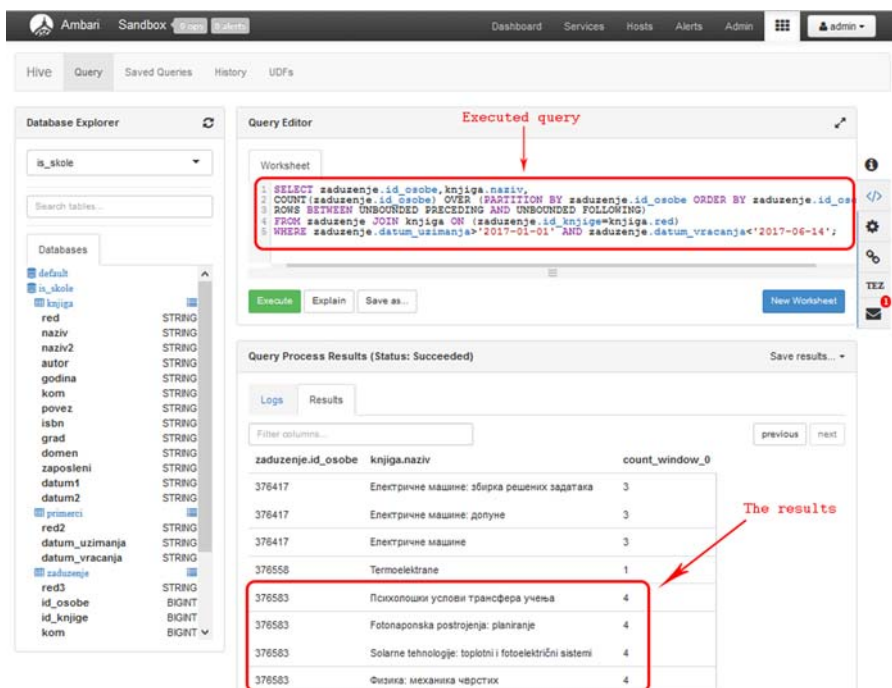 Ambari Sandbox 0 ops 0 alerts Dashboard Services Hosts Alerts Admin admin
Hive Query Saved Queries History UDFs
Database Explorer
is_skole
Search tables...
Databases
default
is_skole
knjiga
red STRING
naziv STRING
naziv2 STRING
autor STRING
godina STRING
kom STRING
povez STRING
isbn STRING
grad STRING
domen STRING
zaposleni STRING
datum1 STRING
datum2 STRING
primerci
red2 STRING
datum_uzimanja STRING
datum_vracanja STRING
zaduzenje
red3 STRING
id_osobe BIGINT
id_knjige BIGINT
kom BIGINT
Query Editor
Executed query
Worksheet
1 SELECT zaduzenje.id_osobe,knjiga.naziv,
2 COUNT(zaduzenje.id_osobe) OVER (PARTITION BY zaduzenje.id_osobe ORDER BY zaduzenje.id_oso
3 ROWS BETWEEN UNBOUNDED PRECEDING AND UNBOUNDED FOLLOWING)
4 FROM zaduzenje JOIN knjiga ON (zaduzenje.id_knjige=knjiga.red)
5 WHERE zaduzenje.datum_uzimanja>'2017-01-01' AND zaduzenje.datum_vracanja<'2017-06-14';
Execute Explain Save as... New Worksheet
TEZ
1
Query Process Results (Status: Succeeded) Save results...
Logs Results
Filter columns... previous next
zaduzenje.id_osobe knjiga.naziv count_window_0
376417 Електричне машине: збирка решених задатака 3
376417 Електричне машине: допуне 3
The results
376417 Електричне машине 3
376558 Termoelektrane 1
376583 Психолошки услови трансфера учења 4
376583 Fotonaponska postrojenja: planiranje 4
376583 Solarne tehnologije: toplotni i fotoelektrični sistemi 4
376583 Физика: механика чврстих 4